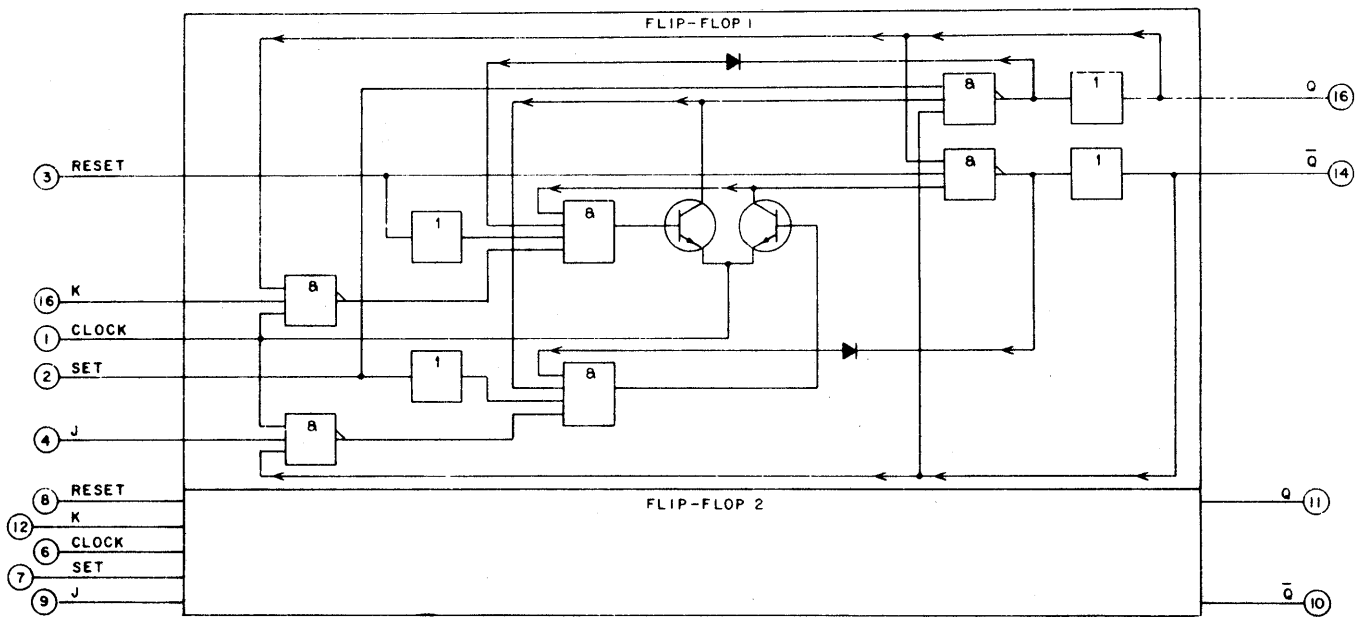 FLIP-FLOP 1
& 1 Q 16
3 RESET & 1 Q̅ 14
1 &
16 K &
1 CLOCK
2 SET 1 &
4 J &
8 RESET FLIP-FLOP 2 Q 11
12 K
6 CLOCK
7 SET
9 J Q̅ 10